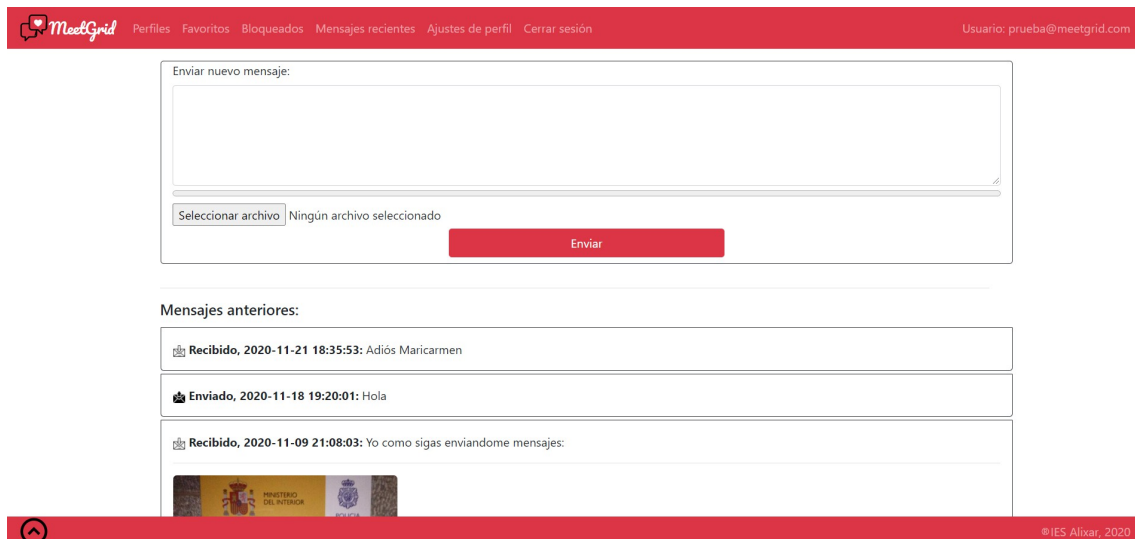 MeetGrid Perfiles Favoritos Bloqueados Mensajes recientes Ajustes de perfil Cerrar sesión Usuario: prueba@meetgrid.com
Enviar nuevo mensaje:
Seleccionar archivo Ningún archivo seleccionado
Enviar
Mensajes anteriores:
Recibido, 2020-11-21 18:35:53: Adiós Maricarmen
Enviado, 2020-11-18 19:20:01: Hola
Recibido, 2020-11-09 21:08:03: Yo como sigas enviandome mensajes:
MINISTERIO
DEL INTERIOR
POLICIA
®IES Alixar, 2020